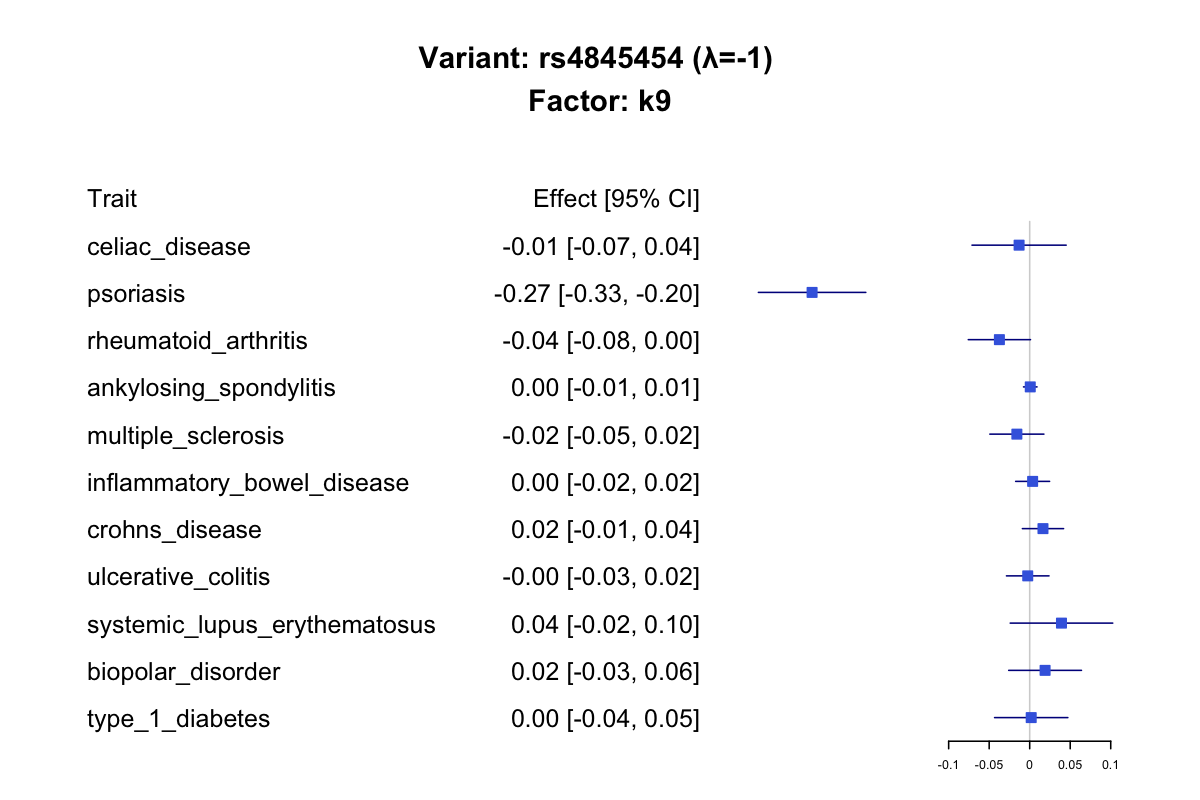 Variant: rs4845454 (λ=-1)
Factor: k9
Trait Effect [95% CI]
celiac_disease -0.01 [-0.07, 0.04]
psoriasis -0.27 [-0.33, -0.20]
rheumatoid_arthritis -0.04 [-0.08, 0.00]
ankylosing_spondylitis 0.00 [-0.01, 0.01]
multiple_sclerosis -0.02 [-0.05, 0.02]
inflammatory_bowel_disease 0.00 [-0.02, 0.02]
crohns_disease 0.02 [-0.01, 0.04]
ulcerative_colitis -0.00 [-0.03, 0.02]
systemic_lupus_erythematosus 0.04 [-0.02, 0.10]
biopolar_disorder 0.02 [-0.03, 0.06]
type_1_diabetes 0.00 [-0.04, 0.05]
-0.1 -0.05 0 0.05 0.1